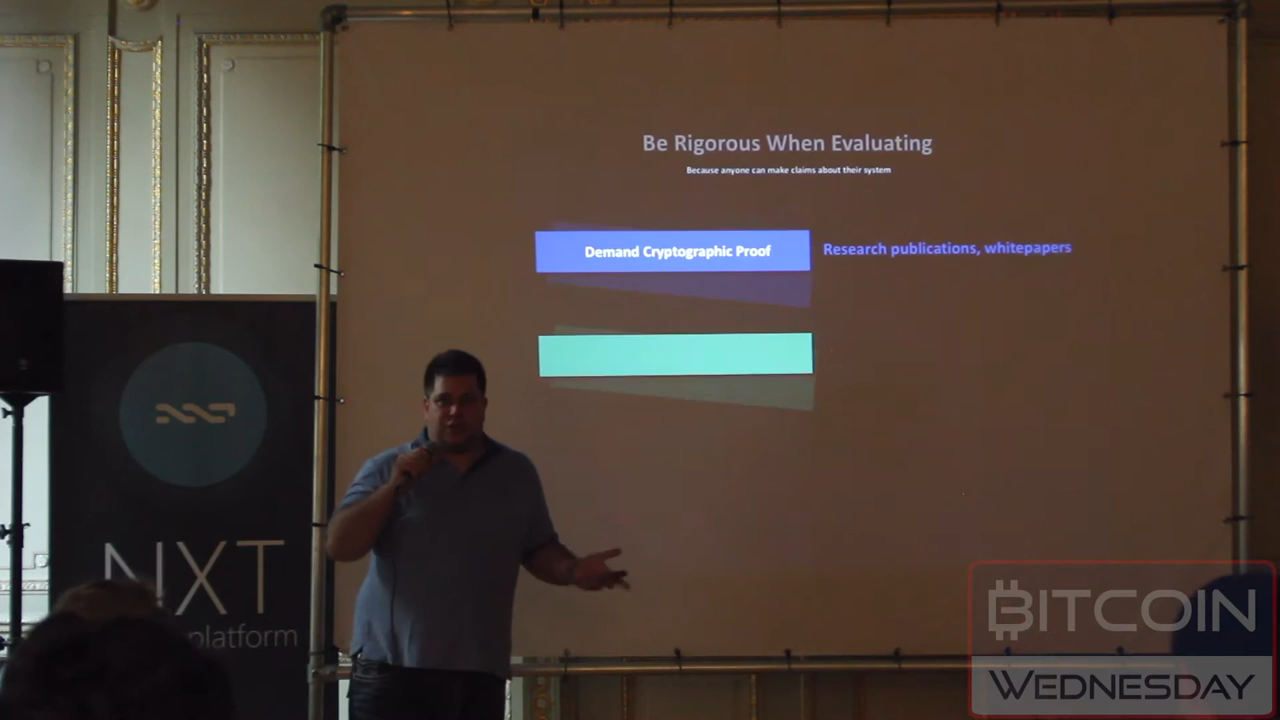 Be Rigorous When Evaluating
Because anyone can make claims about their system
Demand Cryptographic Proof
Research publications, whitepapers
NXT
platform
BITCOIN
WEDNESDAY